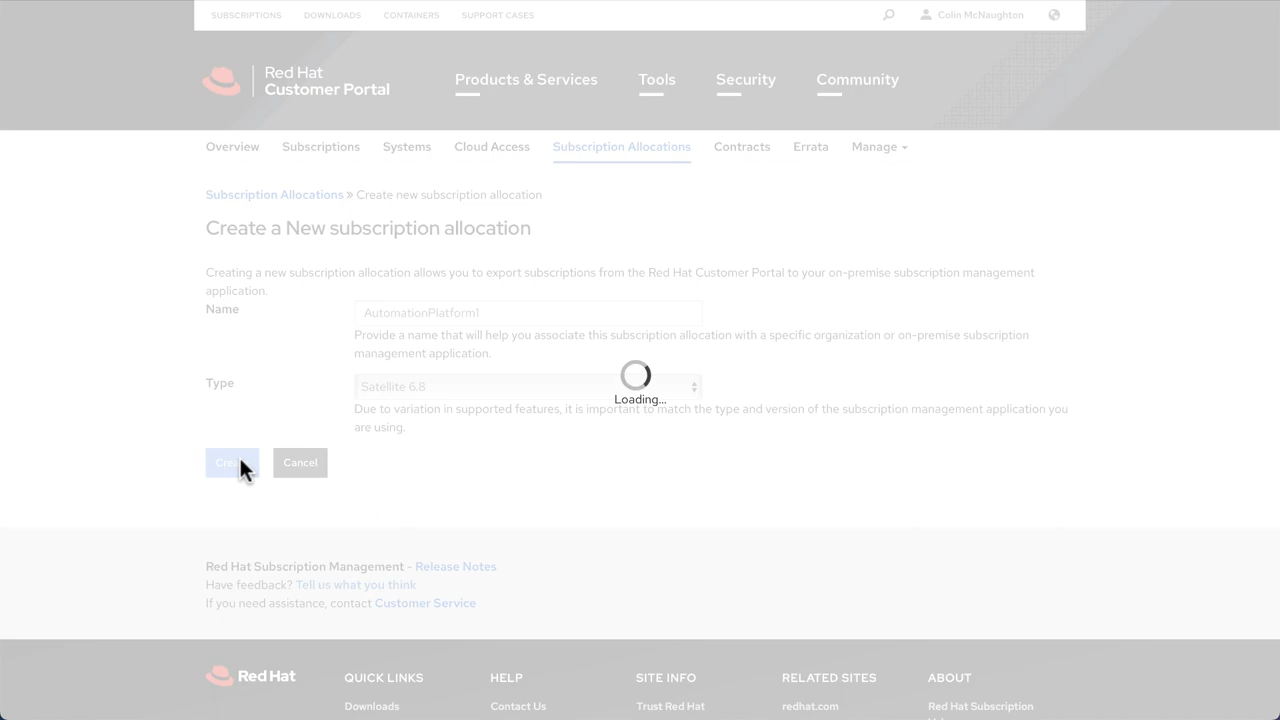 SUBSCRIPTIONS DOWNLOADS CONTAINERS SUPPORT CASES Colin McNaughton
Red Hat
Customer Portal
Products & Services Tools Security Community
Overview Subscriptions Systems Cloud Access Subscription Allocations Contracts Errata Manage
Subscription Allocations » Create new subscription allocation
Create a New subscription allocation
Creating a new subscription allocation allows you to export subscriptions from the Red Hat Customer Portal to your on-premise subscription management
application.
Name
AutomationPlatform1
Provide a name that will help you associate this subscription allocation with a specific organization or on-premise subscription
management application.
Type
Satellite 6.8
Loading...
Due to variation in supported features, it is important to match the type and version of the subscription management application you
are using.
Cancel
Red Hat Subscription Management - Release Notes
Have feedback? Tell us what you think
If you need assistance, contact Customer Service
Red Hat
QUICK LINKS HELP SITE INFO RELATED SITES ABOUT
Downloads Contact Us Trust Red Hat redhat.com Red Hat Subscription